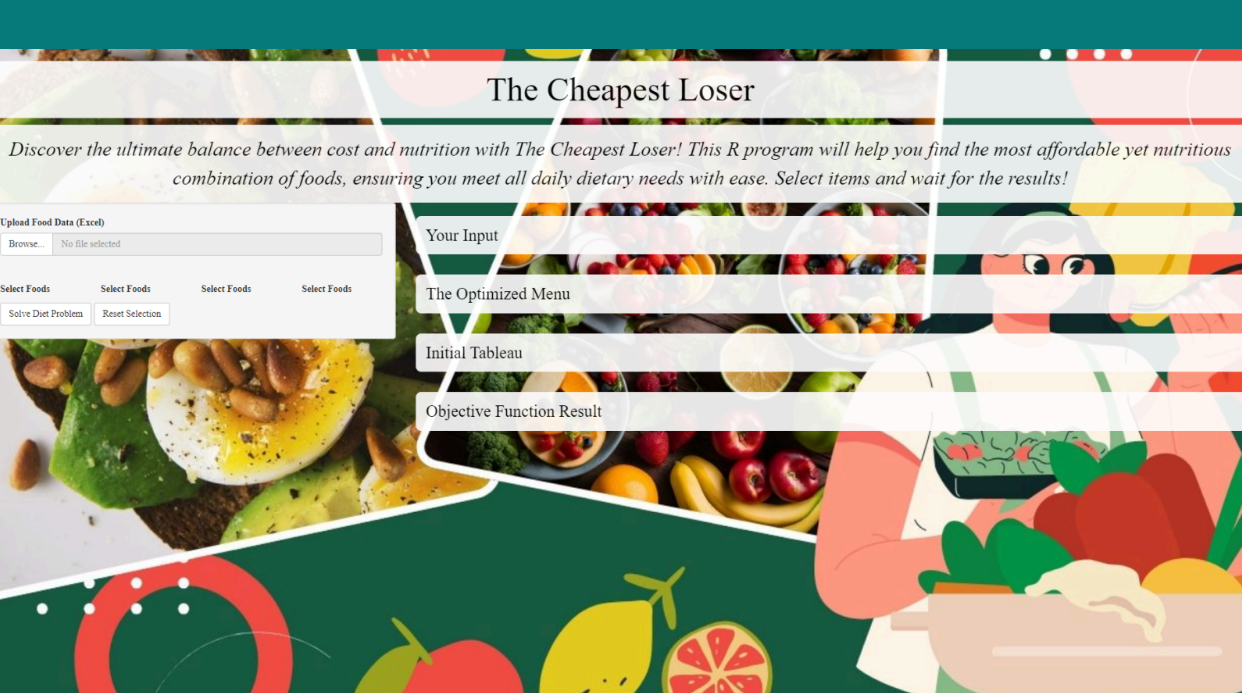 The Cheapest Loser
Discover the ultimate balance between cost and nutrition with The Cheapest Loser! This R program will help you find the most affordable yet nutritious
combination of foods, ensuring you meet all daily dietary needs with ease. Select items and wait for the results!
Upload Food Data (Excel)
Browse... No file selected
Select Foods Select Foods Select Foods Select Foods
Solve Diet Problem Reset Selection
Your Input
The Optimized Menu
Initial Tableau
Objective Function Result